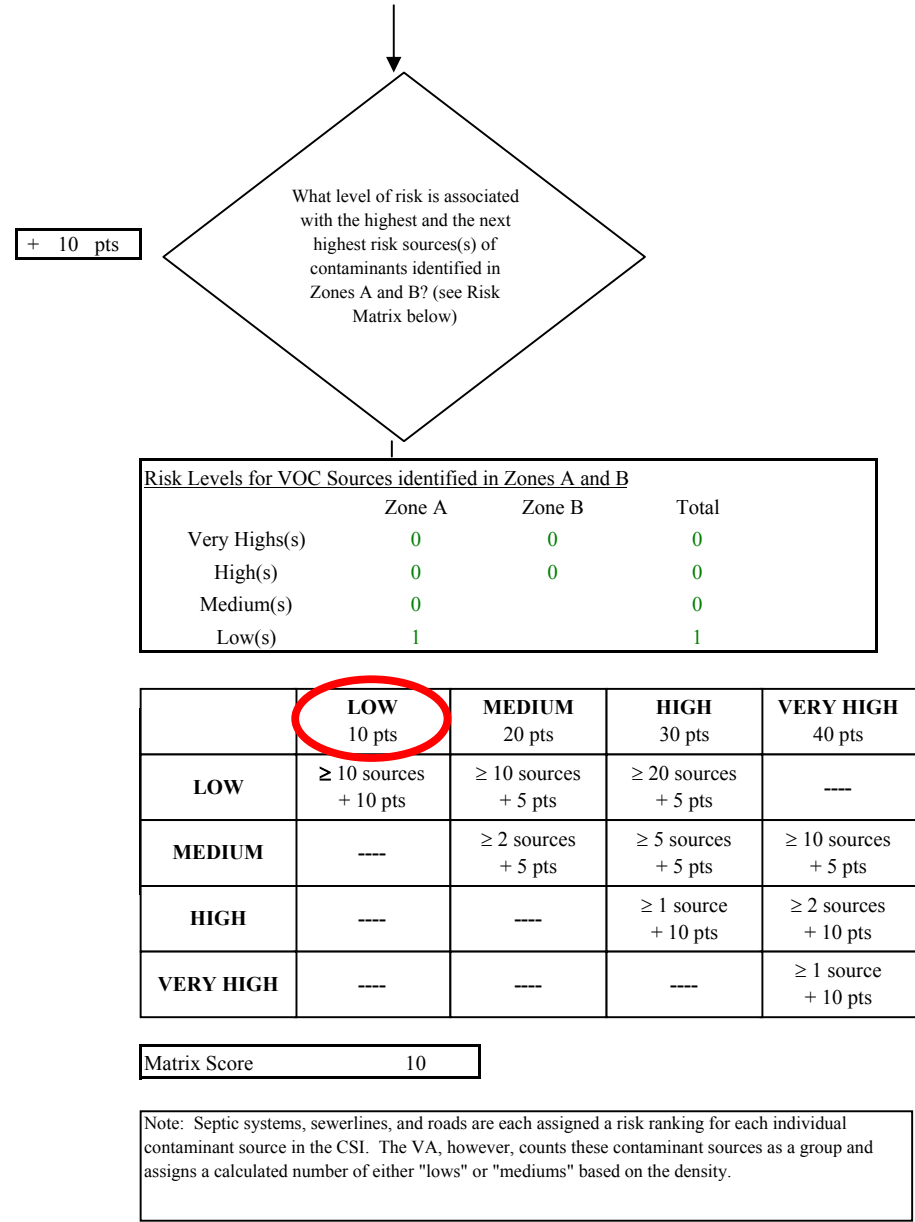 What level of risk is associated
with the highest and the next
highest risk sources(s) of
contaminants identified in
Zones A and B? (see Risk
Matrix below)
+ 10 pts
Risk Levels for VOC Sources identified in Zones A and B
Zone A Zone B Total
Very Highs(s) 0 0 0
High(s) 0 0 0
Medium(s) 0 0
Low(s) 1 1
LOW MEDIUM HIGH VERY HIGH
10 pts 20 pts 30 pts 40 pts
LOW ≥ 10 sources ≥ 10 sources ≥ 20 sources ----
+ 10 pts + 5 pts + 5 pts
MEDIUM ---- ≥ 2 sources ≥ 5 sources ≥ 10 sources
+ 5 pts + 5 pts + 5 pts
HIGH ---- ---- ≥ 1 source ≥ 2 sources
+ 10 pts + 10 pts
VERY HIGH ---- ---- ---- ≥ 1 source
+ 10 pts
Matrix Score 10
Note: Septic systems, sewerlines, and roads are each assigned a risk ranking for each individual
contaminant source in the CSI. The VA, however, counts these contaminant sources as a group and
assigns a calculated number of either "lows" or "mediums" based on the density.